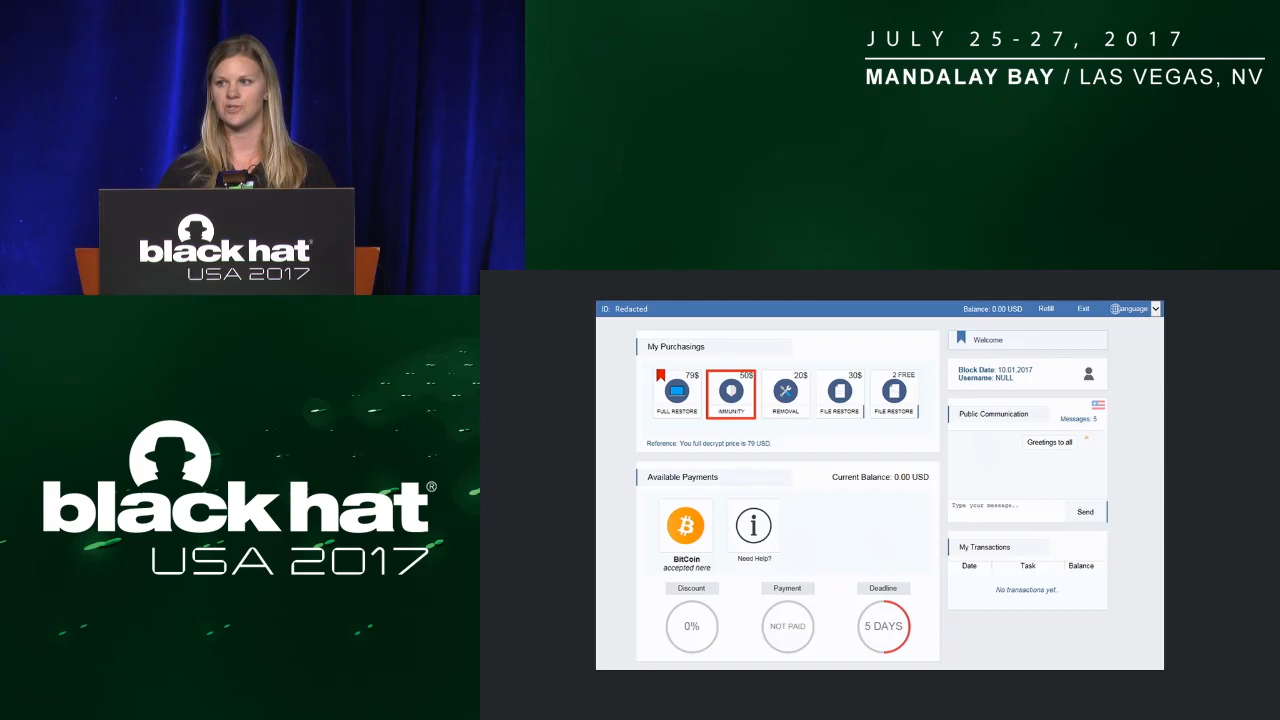 JULY 25-27, 2017
MANDALAY BAY / LAS VEGAS, NV
black hat®
USA 2017
black hat®
USA 2017
ID: Redacted
Balance: 0.00 USD
Refill
Exit
Language
My Purchasings
79$
FULL RESTORE
50$
IMMUNITY
20$
REMOVAL
30$
FILE RESTORE
2 FREE
FILE RESTORE
Reference: You full decrypt price is 79 USD.
Available Payments
Current Balance: 0.00 USD
BitCoin
accepted here
i
Need Help?
Discount
Payment
Deadline
0%
NOT PAID
5 DAYS
Welcome
Block Date: 10.01.2017
Username: NULL
Public Communication
Messages: 5
Greetings to all
Type your message..
Send
My Transactions
Date
Task
Balance
No transactions yet..